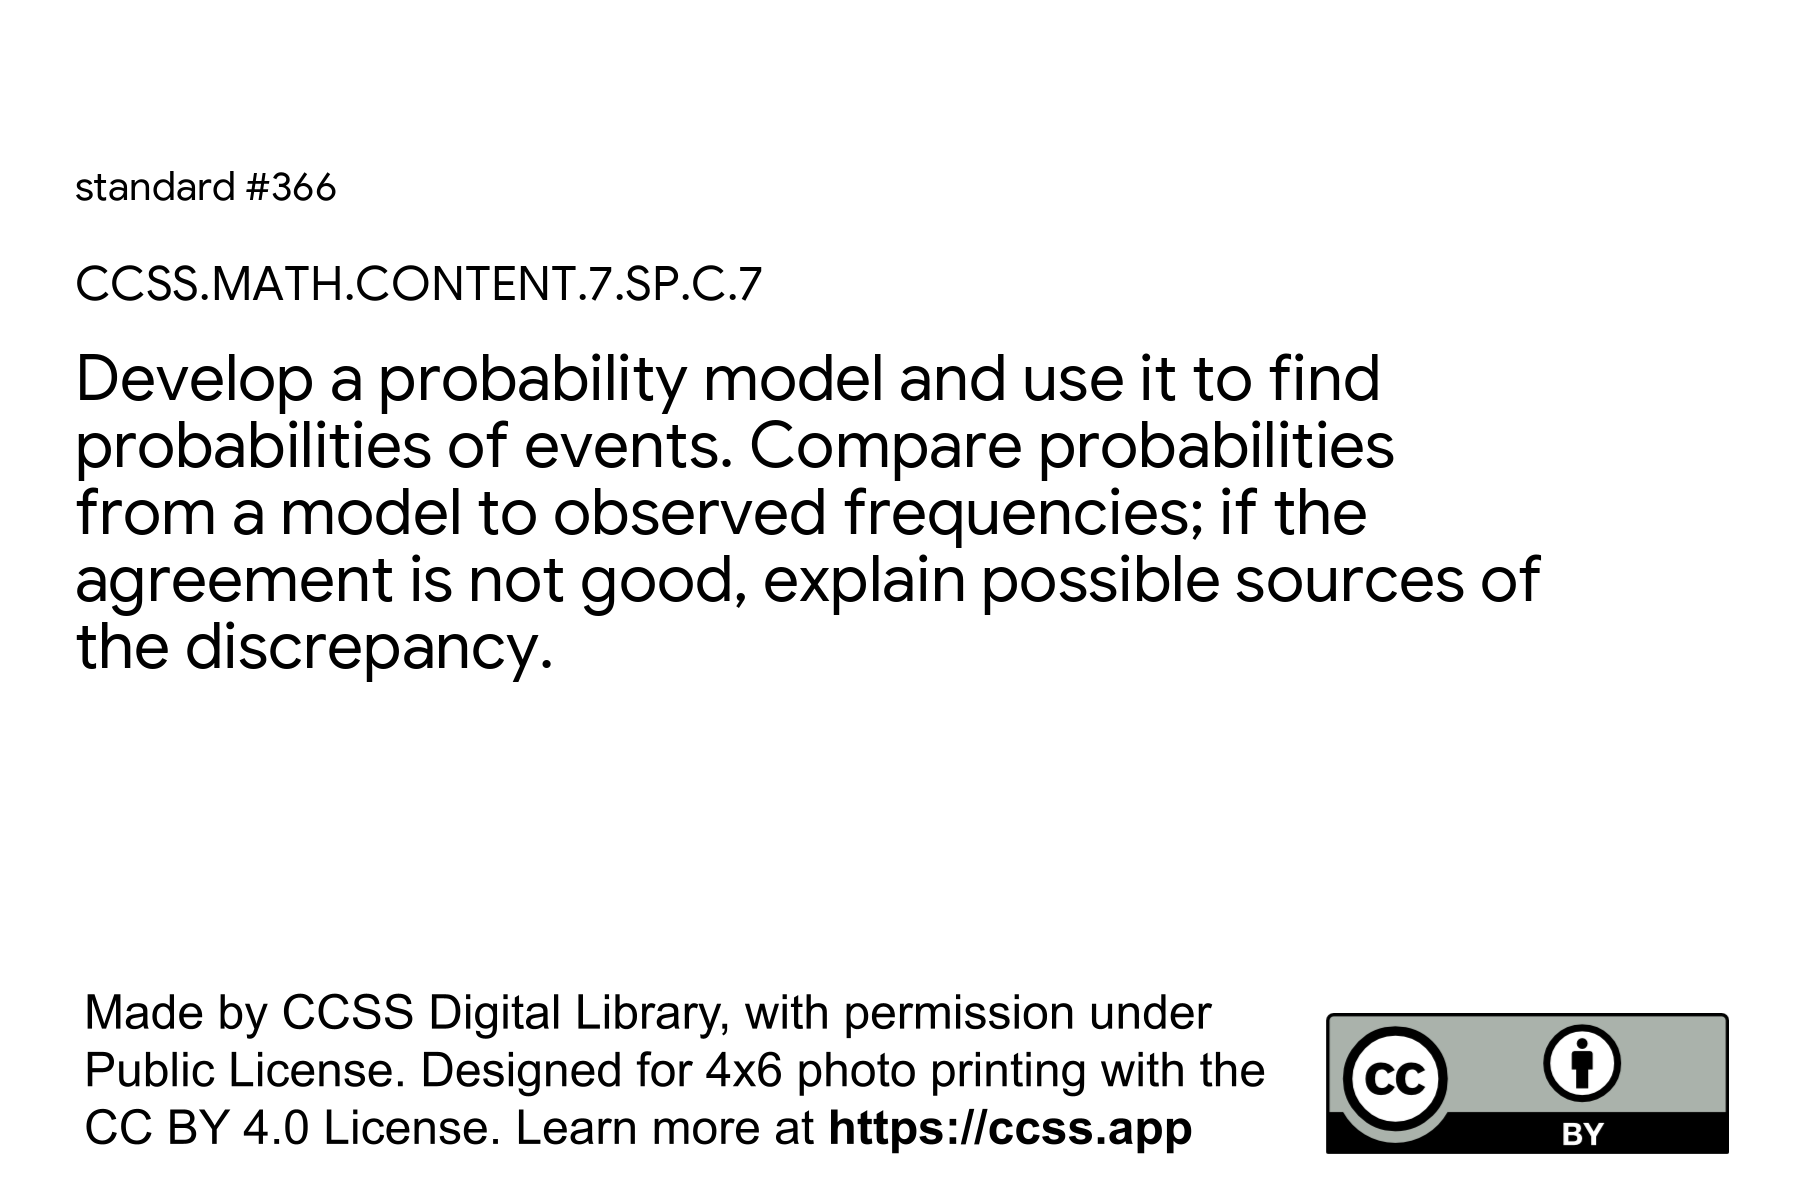 standard #366
CCSS.MATH.CONTENT.7.SP.C.7
Develop a probability model and use it to find
probabilities of events. Compare probabilities
from a model to observed frequencies; if the
agreement is not good, explain possible sources of
the discrepancy.
Made by CCSS Digital Library, with permission under
Public License. Designed for 4x6 photo printing with the
CC BY 4.0 License. Learn more at https://ccss.app
CC
BY